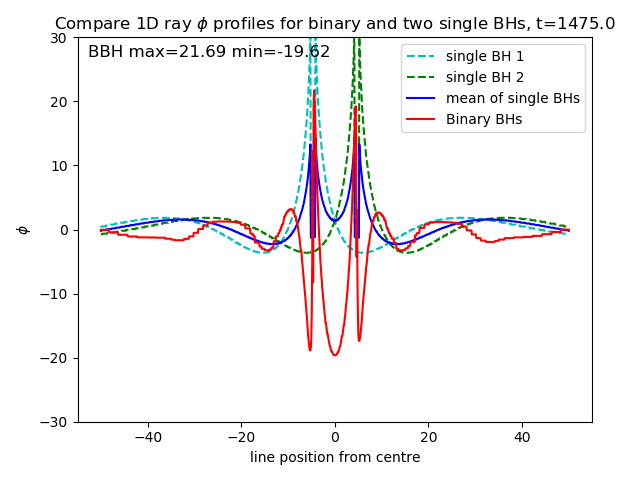 Compare 1D ray ϕ profiles for binary and two single BHs, t=1475.0
BBH max=21.69 min=-19.62
single BH 1
single BH 2
mean of single BHs
Binary BHs
30
20
10
0
−10
−20
−30
ϕ
−40
−20
0
20
40
line position from centre